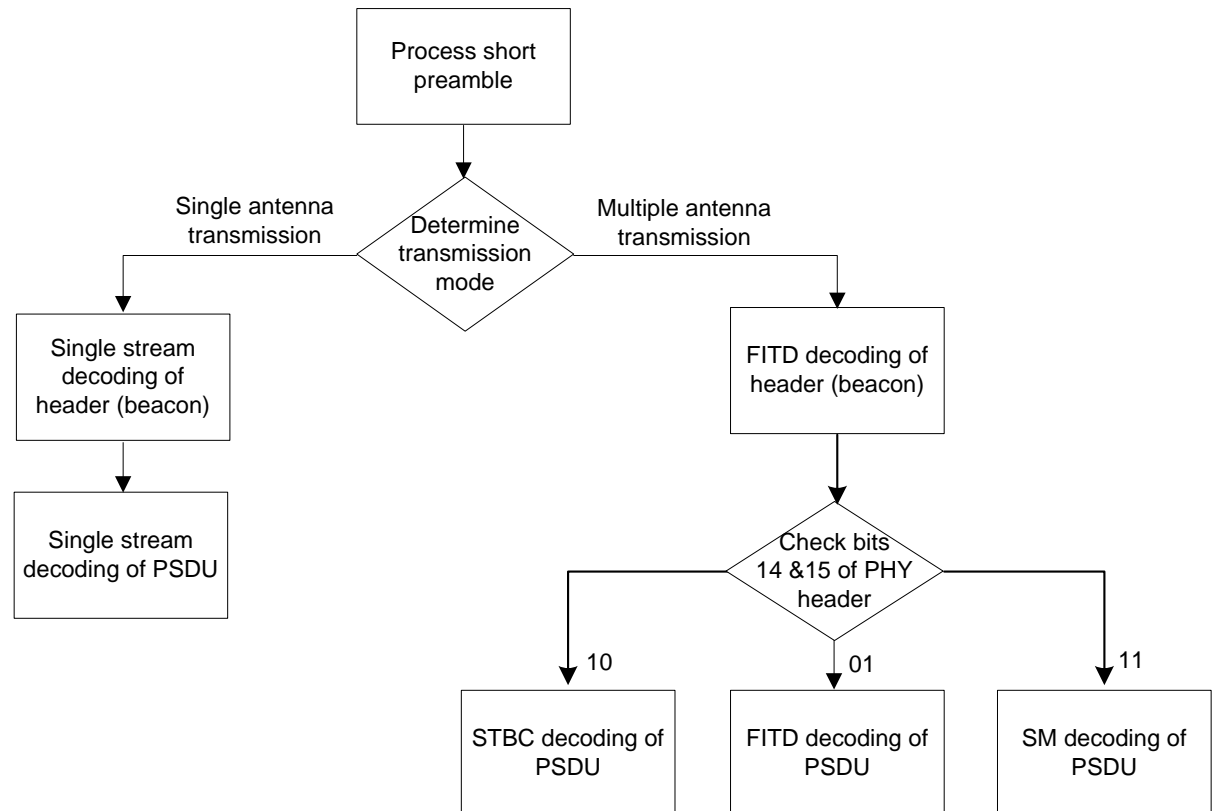 Process short
preamble
Single antenna
transmission
Determine
transmission
mode
Multiple antenna
transmission
Single stream
decoding of
header (beacon)
FITD decoding of
header (beacon)
Single stream
decoding of PSDU
Check bits
14 &15 of PHY
header
10
01
11
STBC decoding of
PSDU
FITD decoding of
PSDU
SM decoding of
PSDU